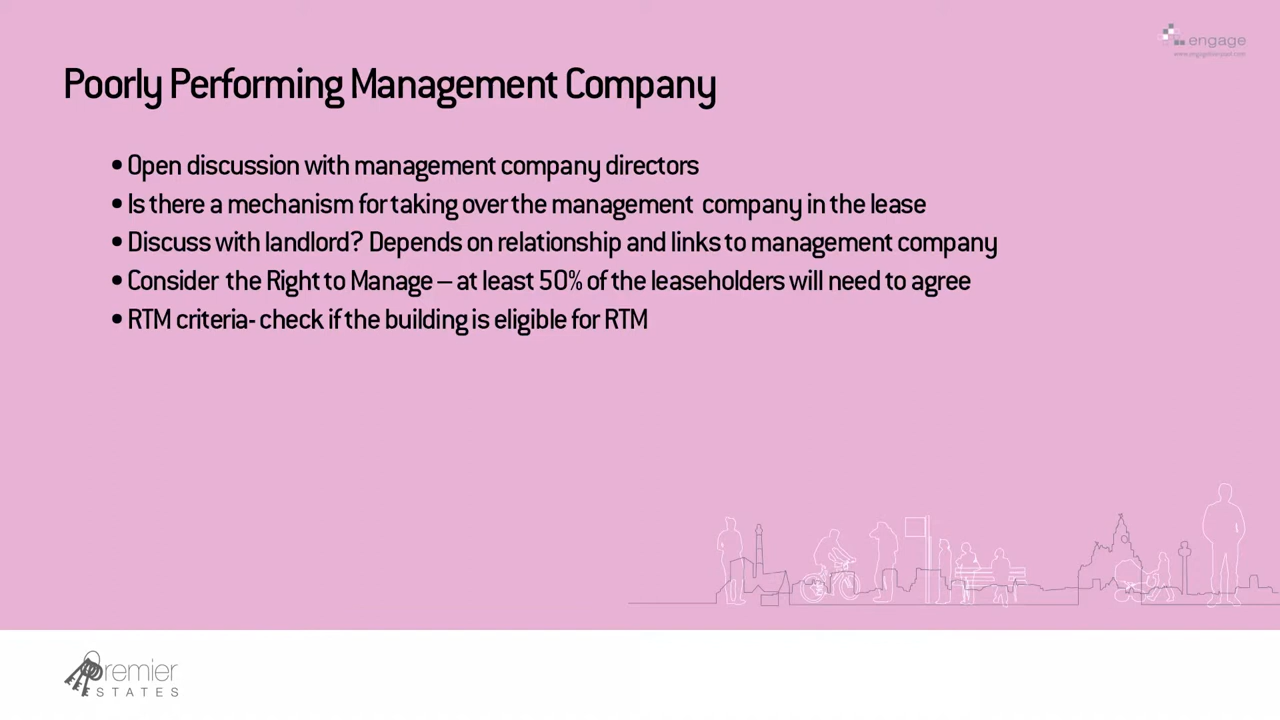 engage
Poorly Performing Management Company
• Open discussion with management company directors
• Is there a mechanism for taking over the management company in the lease
• Discuss with landlord? Depends on relationship and links to management company
• Consider the Right to Manage – at least 50% of the leaseholders will need to agree
• RTM criteria- check if the building is eligible for RTM
Premier
ESTATES